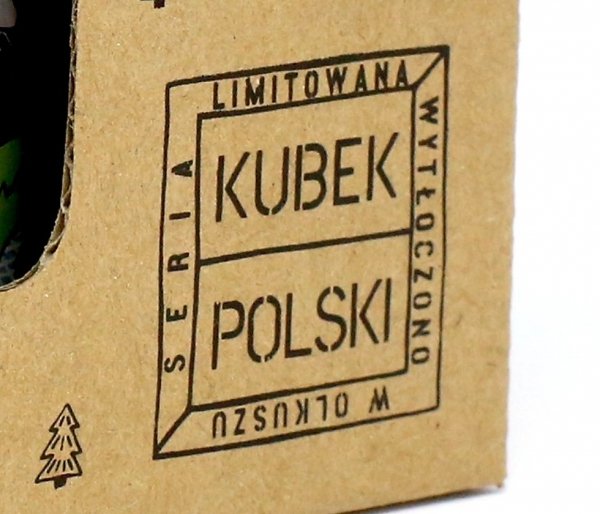 SERIA
LIMITOWANA
WYTŁOCZONO
W OLKUSZU
KUBEK
POLSKI